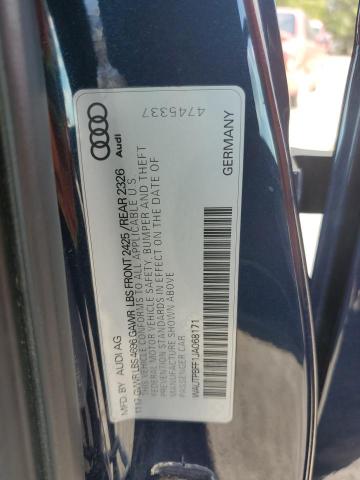 4745337
Audi
GERMANY
MFD. BY AUDI AG
11/17 GVWR LBS 4696 GAWR LBS FRONT 2425 /REAR 2326
THIS VEHICLE CONFORMS TO ALL APPLICABLE U.S.
FEDERAL MOTOR VEHICLE SAFETY, BUMPER AND THEFT
PREVENTION STANDARDS IN EFFECT ON THE DATE OF
MANUFACTURE SHOWN ABOVE.
PASSENGER CAR